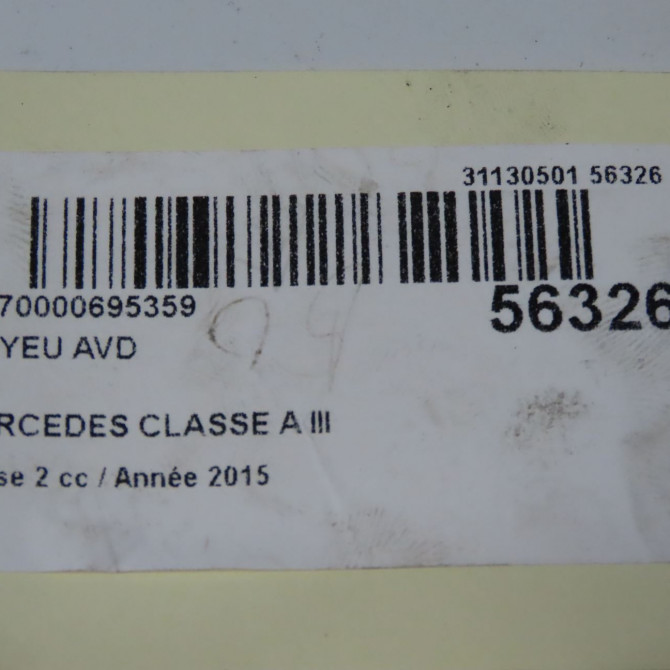 31130501 56326
70000695359
56326
YEU AVD
RCEDES CLASSE A III
se 2 cc / Année 2015